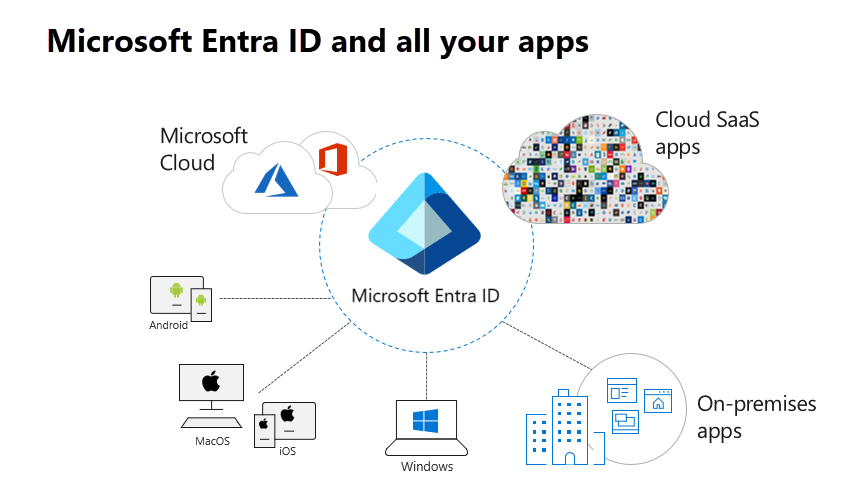 Microsoft Entra ID and all your apps
Microsoft
Cloud
Cloud SaaS
apps
Microsoft Entra ID
Android
MacOS
iOS
Windows
On-premises
apps